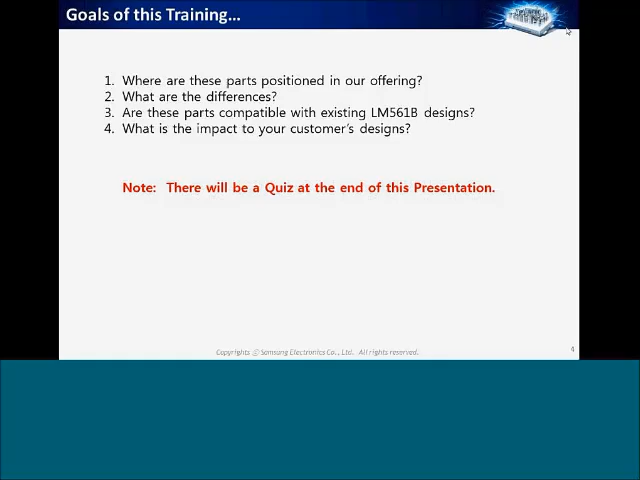 Goals of this Training...
1. Where are these parts positioned in our offering?
2. What are the differences?
3. Are these parts compatible with existing LM561B designs?
4. What is the impact to your customer's designs?
Note: There will be a Quiz at the end of this Presentation.
Copyrights ⓒ Samsung Electronics Co., Ltd. All rights reserved.
4